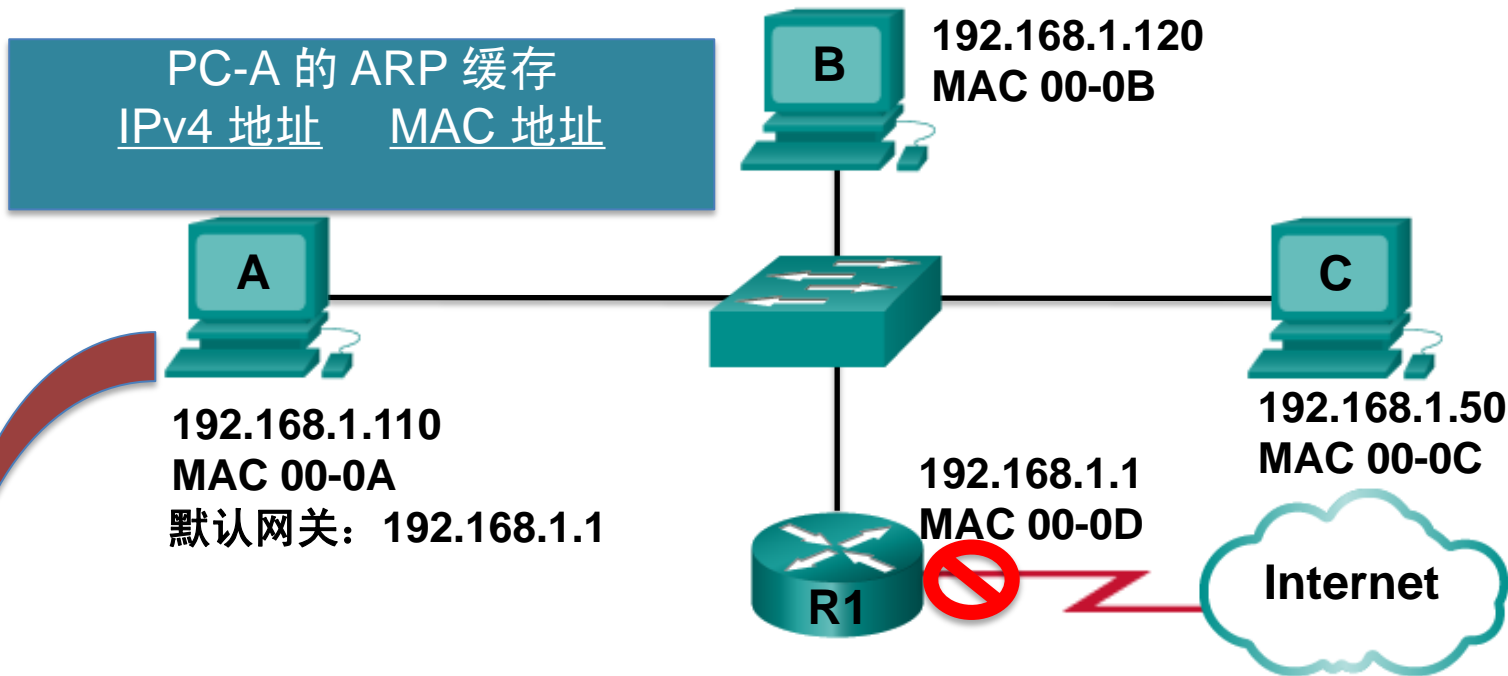 PC-A 的 ARP 缓存
IPv4 地址 MAC 地址
B
192.168.1.120
MAC 00-0B
A
C
192.168.1.110
MAC 00-0A
默认网关：192.168.1.1
192.168.1.50
MAC 00-0C
192.168.1.1
MAC 00-0D
R1
Internet